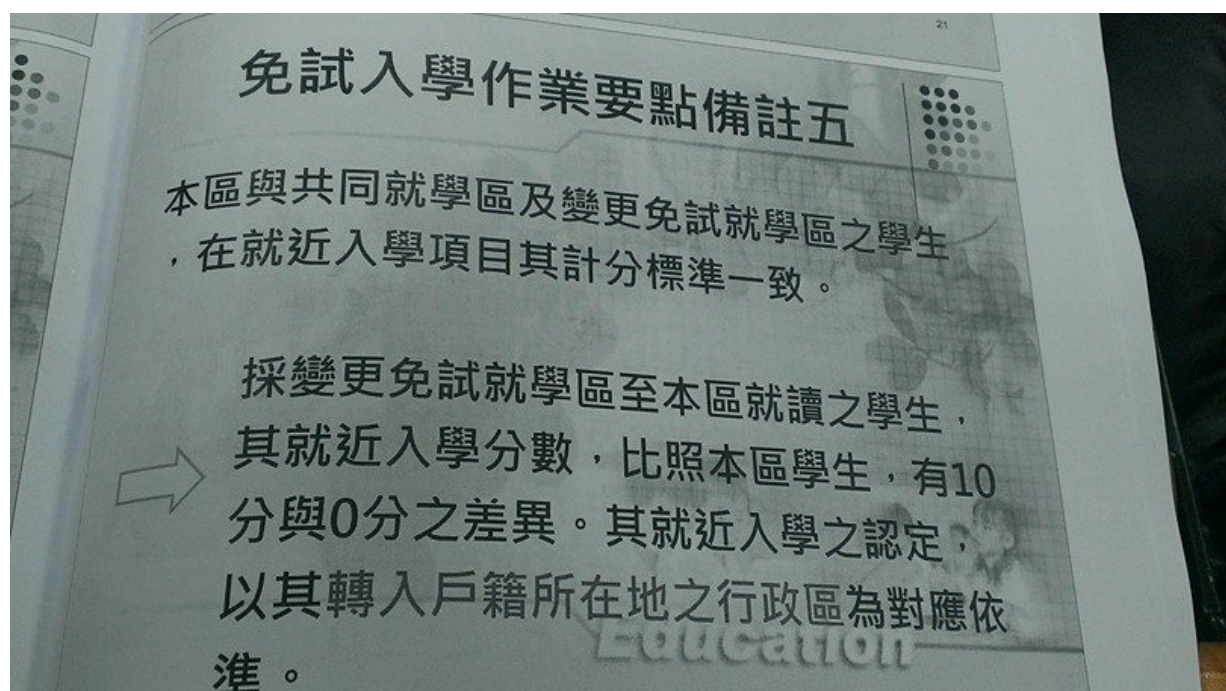 21
免試入學作業要點備註五
本區與共同就學區及變更免試就學區之學生
，在就近入學項目其計分標準一致。
採變更免試就學區至本區就讀之學生，
其就近入學分數，比照本區學生，有10
分與0分之差異。其就近入學之認定，
以其轉入戶籍所在地之行政區為對應依
準。
Education